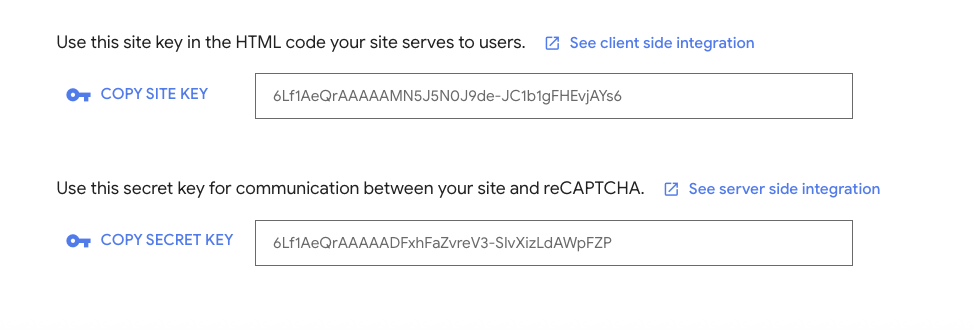 Use this site key in the HTML code your site serves to users. See client side integration
COPY SITE KEY 6Lf1AeQrAAAAAMN5J5N0J9de-JC1b1gFHEvjAYs6
Use this secret key for communication between your site and reCAPTCHA. See server side integration
COPY SECRET KEY 6Lf1AeQrAAAAADFxhFaZvreV3-SIvXizLdAWpFZP